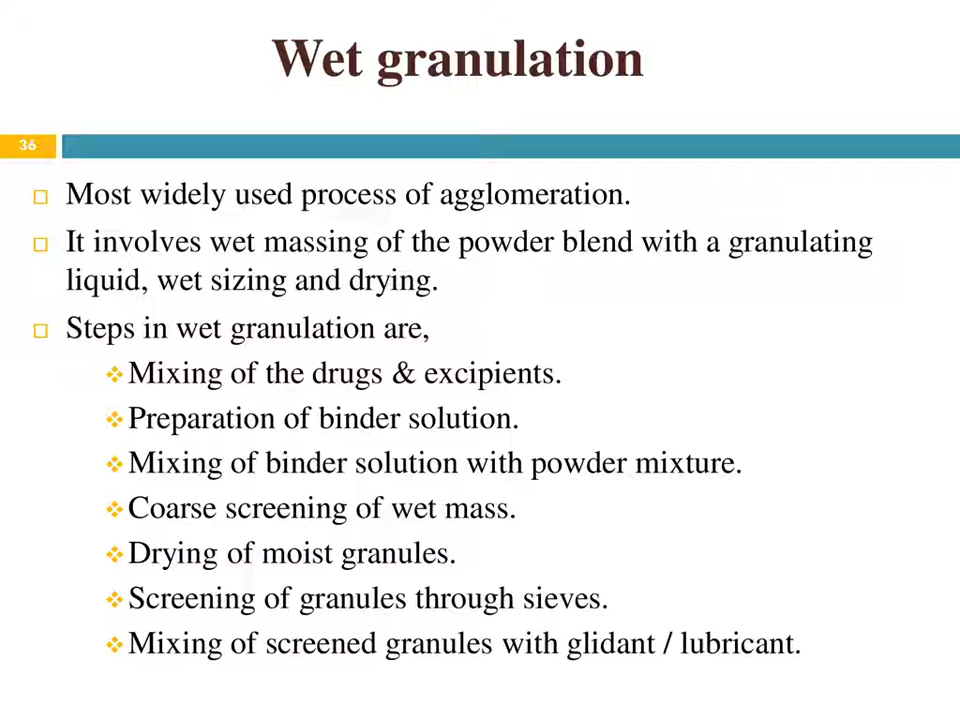 Wet granulation
36
Most widely used process of agglomeration.
It involves wet massing of the powder blend with a granulating
liquid, wet sizing and drying.
Steps in wet granulation are,
Mixing of the drugs & excipients.
Preparation of binder solution.
Mixing of binder solution with powder mixture.
Coarse screening of wet mass.
Drying of moist granules.
Screening of granules through sieves.
Mixing of screened granules with glidant / lubricant.